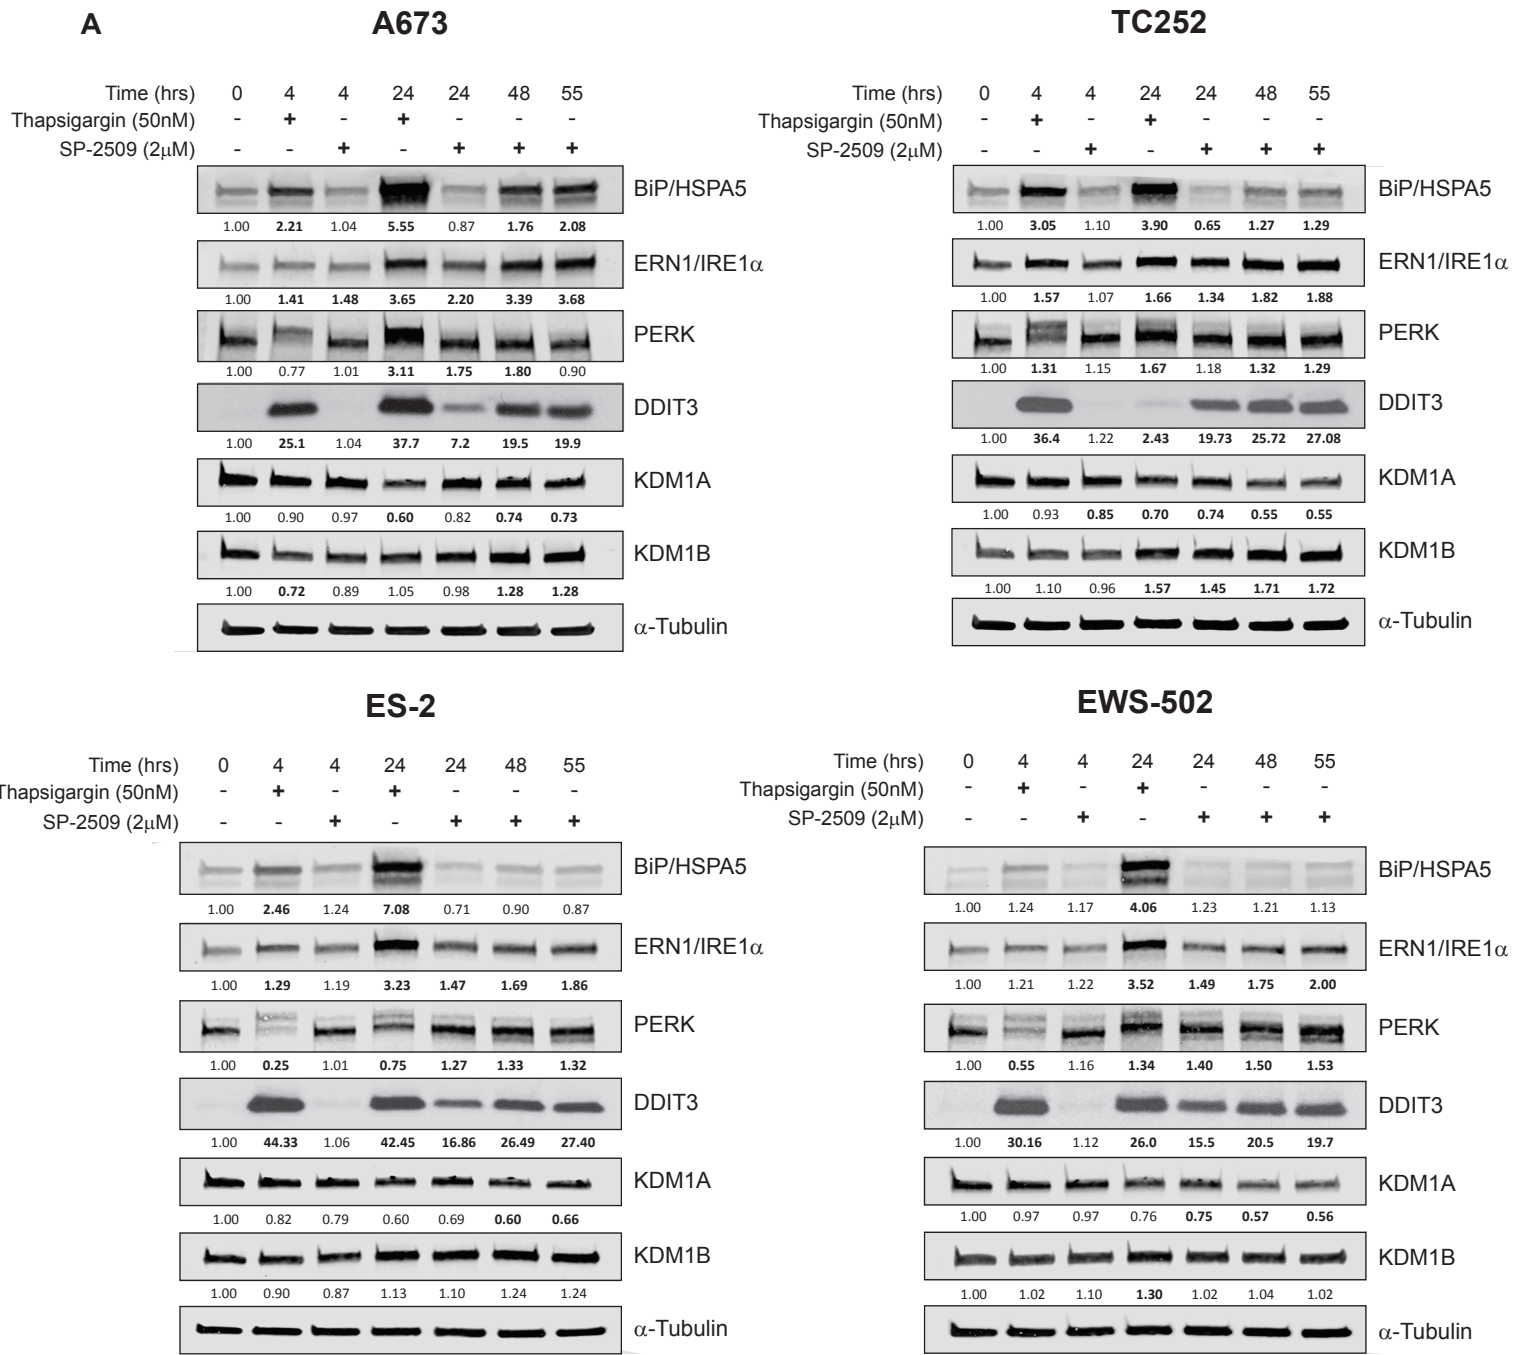 A
A673
Time (hrs) 0 4 4 24 24 48 55
Thapsigargin (50nM) - + - + - - -
SP-2509 (2μM) - - + - + + +
BiP/HSPA5
1.00 2.21 1.04 5.55 0.87 1.76 2.08
ERN1/IRE1α
1.00 1.41 1.48 3.65 2.20 3.39 3.68
PERK
1.00 0.77 1.01 3.11 1.75 1.80 0.90
DDIT3
1.00 25.1 1.04 37.7 7.2 19.5 19.9
KDM1A
1.00 0.90 0.97 0.60 0.82 0.74 0.73
KDM1B
1.00 0.72 0.89 1.05 0.98 1.28 1.28
α-Tubulin
TC252
Time (hrs) 0 4 4 24 24 48 55
Thapsigargin (50nM) - + - + - - -
SP-2509 (2μM) - - + - + + +
BiP/HSPA5
1.00 3.05 1.10 3.90 0.65 1.27 1.29
ERN1/IRE1α
1.00 1.57 1.07 1.66 1.34 1.82 1.88
PERK
1.00 1.31 1.15 1.67 1.18 1.32 1.29
DDIT3
1.00 36.4 1.22 2.43 19.73 25.72 27.08
KDM1A
1.00 0.93 0.85 0.70 0.74 0.55 0.55
KDM1B
1.00 1.10 0.96 1.57 1.45 1.71 1.72
α-Tubulin
ES-2
Time (hrs) 0 4 4 24 24 48 55
Thapsigargin (50nM) - + - + - - -
SP-2509 (2μM) - - + - + + +
BiP/HSPA5
1.00 2.46 1.24 7.08 0.71 0.90 0.87
ERN1/IRE1α
1.00 1.29 1.19 3.23 1.47 1.69 1.86
PERK
1.00 0.25 1.01 0.75 1.27 1.33 1.32
DDIT3
1.00 44.33 1.06 42.45 16.86 26.49 27.40
KDM1A
1.00 0.82 0.79 0.60 0.69 0.60 0.66
KDM1B
1.00 0.90 0.87 1.13 1.10 1.24 1.24
α-Tubulin
EWS-502
Time (hrs) 0 4 4 24 24 48 55
Thapsigargin (50nM) - + - + - - -
SP-2509 (2μM) - - + - + + +
BiP/HSPA5
1.00 1.24 1.17 4.06 1.23 1.21 1.13
ERN1/IRE1α
1.00 1.21 1.22 3.52 1.49 1.75 2.00
PERK
1.00 0.55 1.16 1.34 1.40 1.50 1.53
DDIT3
1.00 30.16 1.12 26.0 15.5 20.5 19.7
KDM1A
1.00 0.97 0.97 0.76 0.75 0.57 0.56
KDM1B
1.00 1.02 1.10 1.30 1.02 1.04 1.02
α-Tubulin